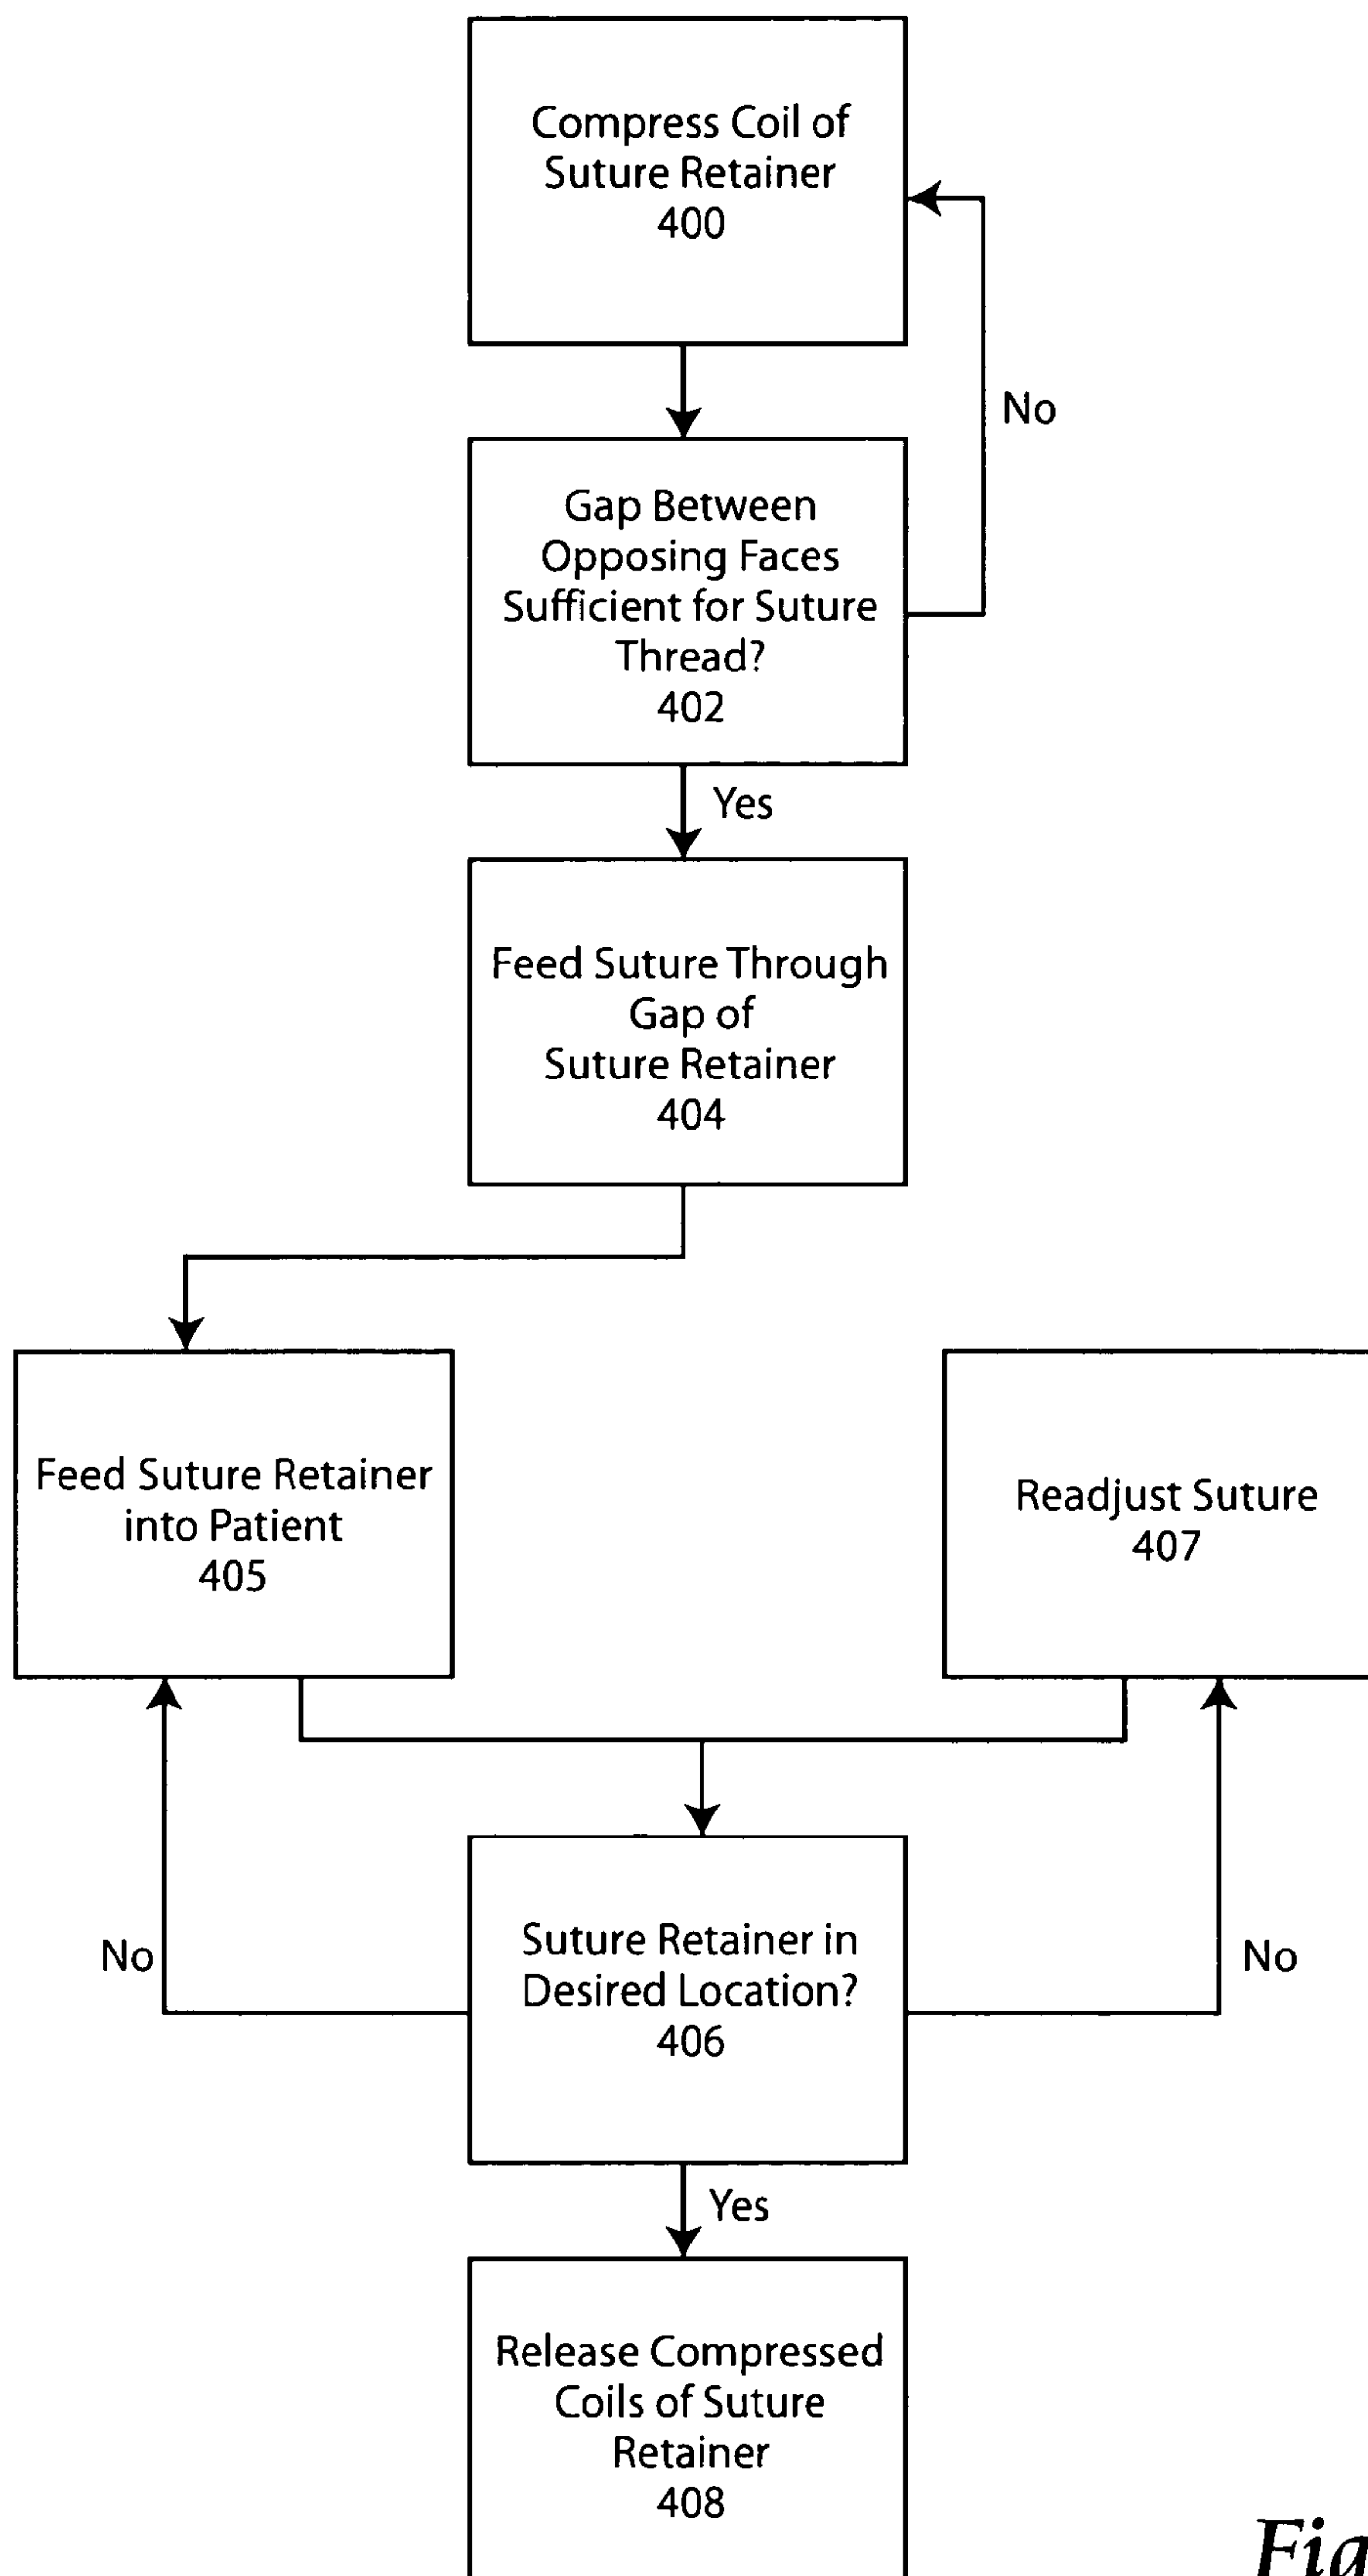 Compress Coil of
Suture Retainer
400
No
Gap Between
Opposing Faces
Sufficient for Suture
Thread?
402
Yes
Feed Suture Through
Gap of
Suture Retainer
404
Feed Suture Retainer
into Patient
405
Readjust Suture
407
Suture Retainer in
Desired Location?
406
No
No
Yes
Release Compressed
Coils of Suture
Retainer
408
Fig